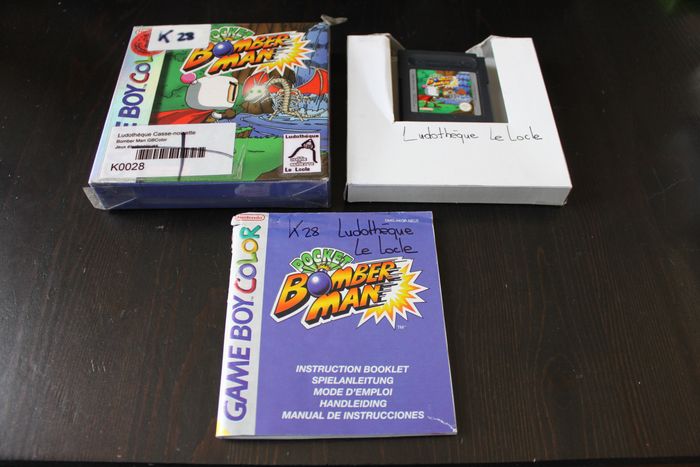 K 28
POCKET
BOMBER
MAN
GAME BOY COLOR
Ludothèque Casse-noisette
Bomber Man GBColor
K0028
Ludothèque
Le Locle
Ludothèque Le Locle
Nintendo
K28 Ludothèque
Le Locle
GAME BOY COLOR
POCKET
BOMBER
MAN
TM
INSTRUCTION BOOKLET
SPIELANLEITUNG
MODE D'EMPLOI
HANDLEIDING
MANUAL DE INSTRUCCIONES